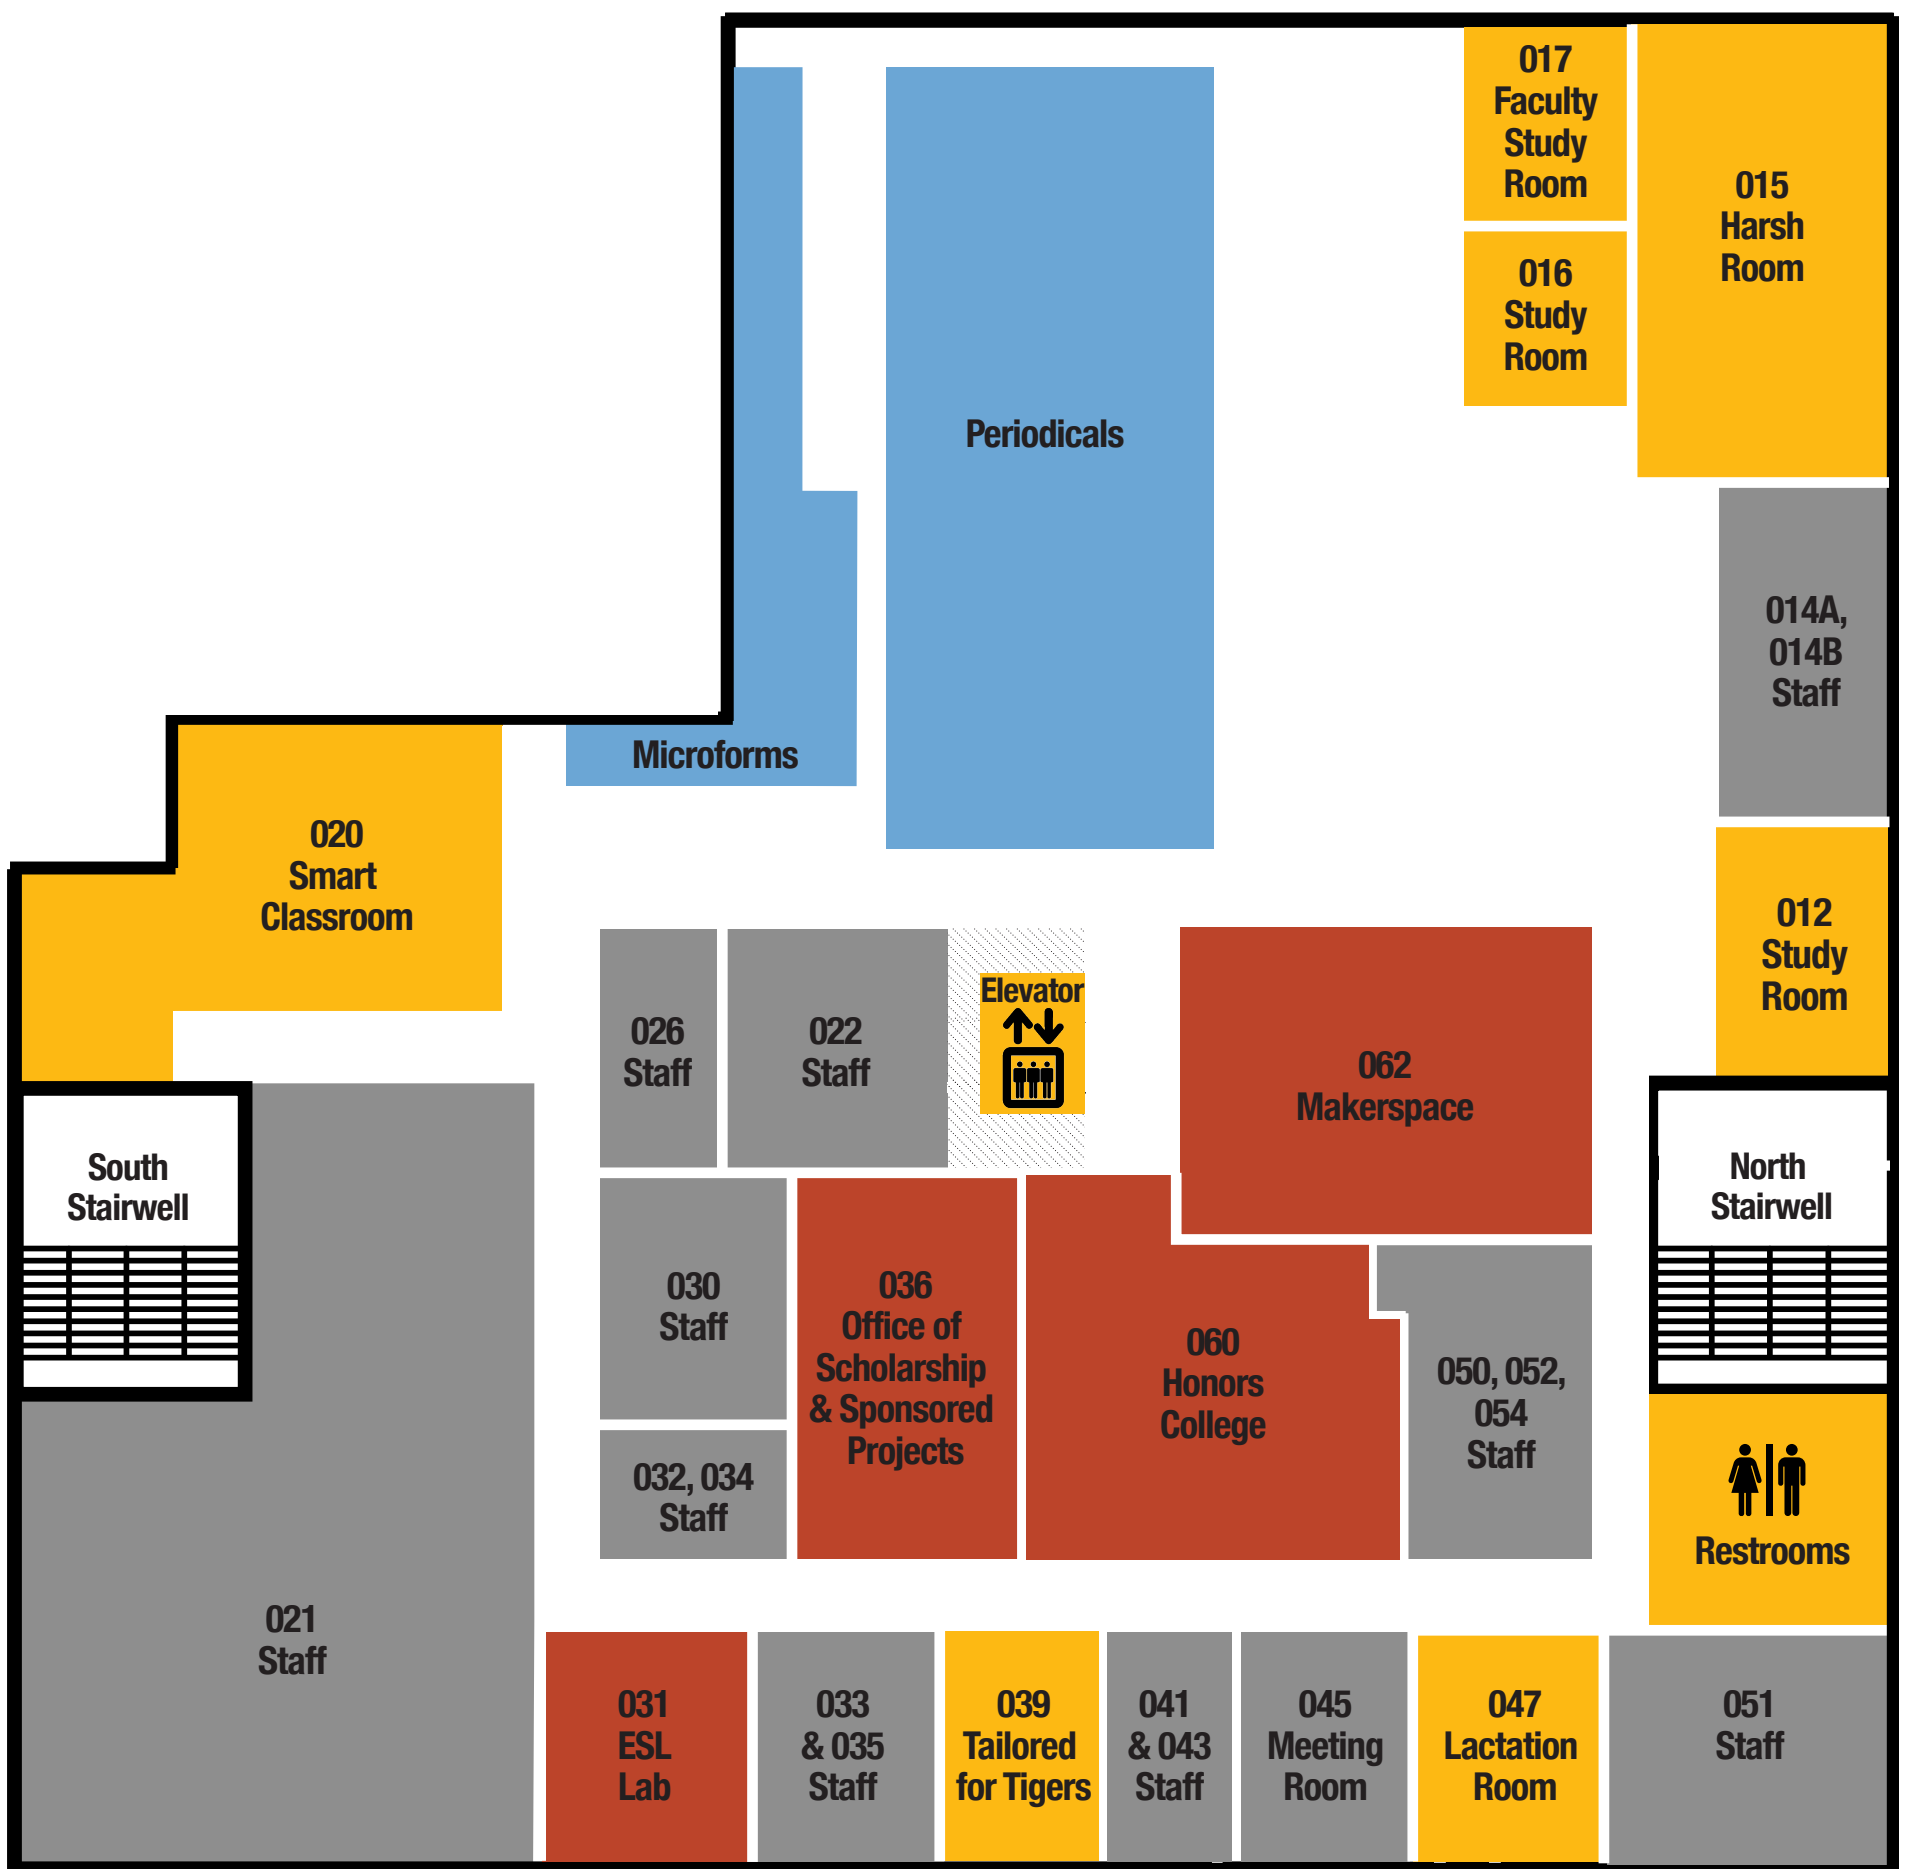 017
Faculty
Study
Room
015
Harsh
Room
016
Study
Room
Periodicals
014A,
014B
Staff
Microforms
020
Smart
Classroom
012
Study
Room
026
Staff
022
Staff
Elevator
062
Makerspace
South
Stairwell
North
Stairwell
030
Staff
036
Office of
Scholarship
& Sponsored
Projects
060
Honors
College
050, 052,
054
Staff
032, 034
Staff
Restrooms
021
Staff
031
ESL
Lab
033
& 035
Staff
039
Tailored
for Tigers
041
& 043
Staff
045
Meeting
Room
047
Lactation
Room
051
Staff